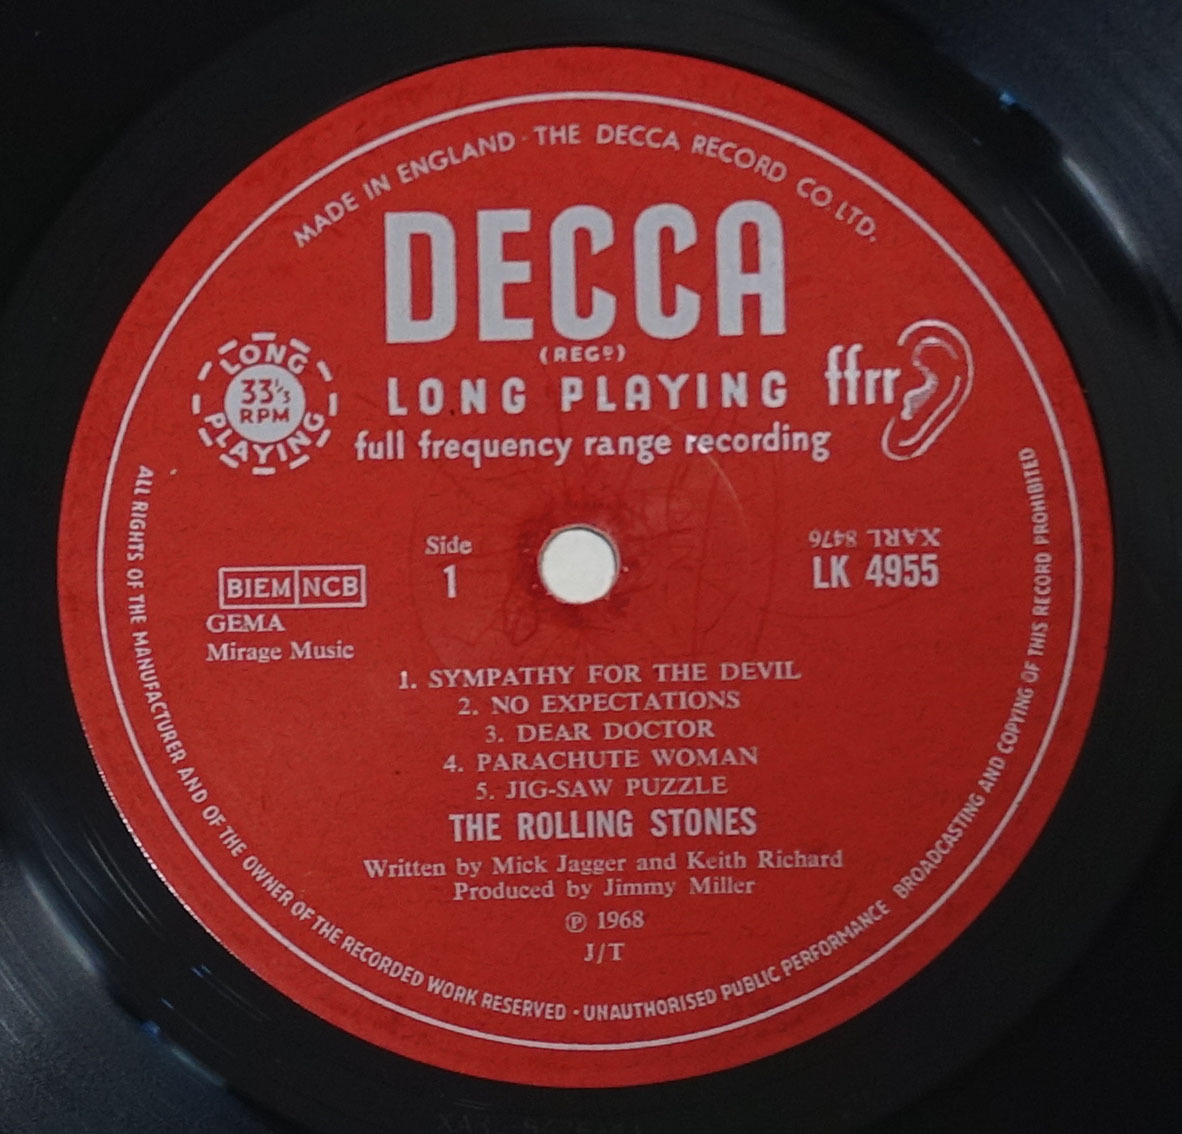 MADE IN ENGLAND · THE DECCA RECORD CO. LTD.
DECCA
(REGD)
LONG PLAYING
33⅓
RPM
LONG PLAYING
ffrr
full frequency range recording
Side
1
XARL 8476
LK 4955
BIEM NCB
GEMA
Mirage Music
1. SYMPATHY FOR THE DEVIL
2. NO EXPECTATIONS
3. DEAR DOCTOR
4. PARACHUTE WOMAN
5. JIG-SAW PUZZLE
THE ROLLING STONES
Written by Mick Jagger and Keith Richard
Produced by Jimmy Miller
℗ 1968
J/T
ALL RIGHTS OF THE MANUFACTURER AND OF THE OWNER OF THE RECORDED WORK RESERVED · UNAUTHORISED PUBLIC PERFORMANCE BROADCASTING AND COPYING OF THIS RECORD PROHIBITED